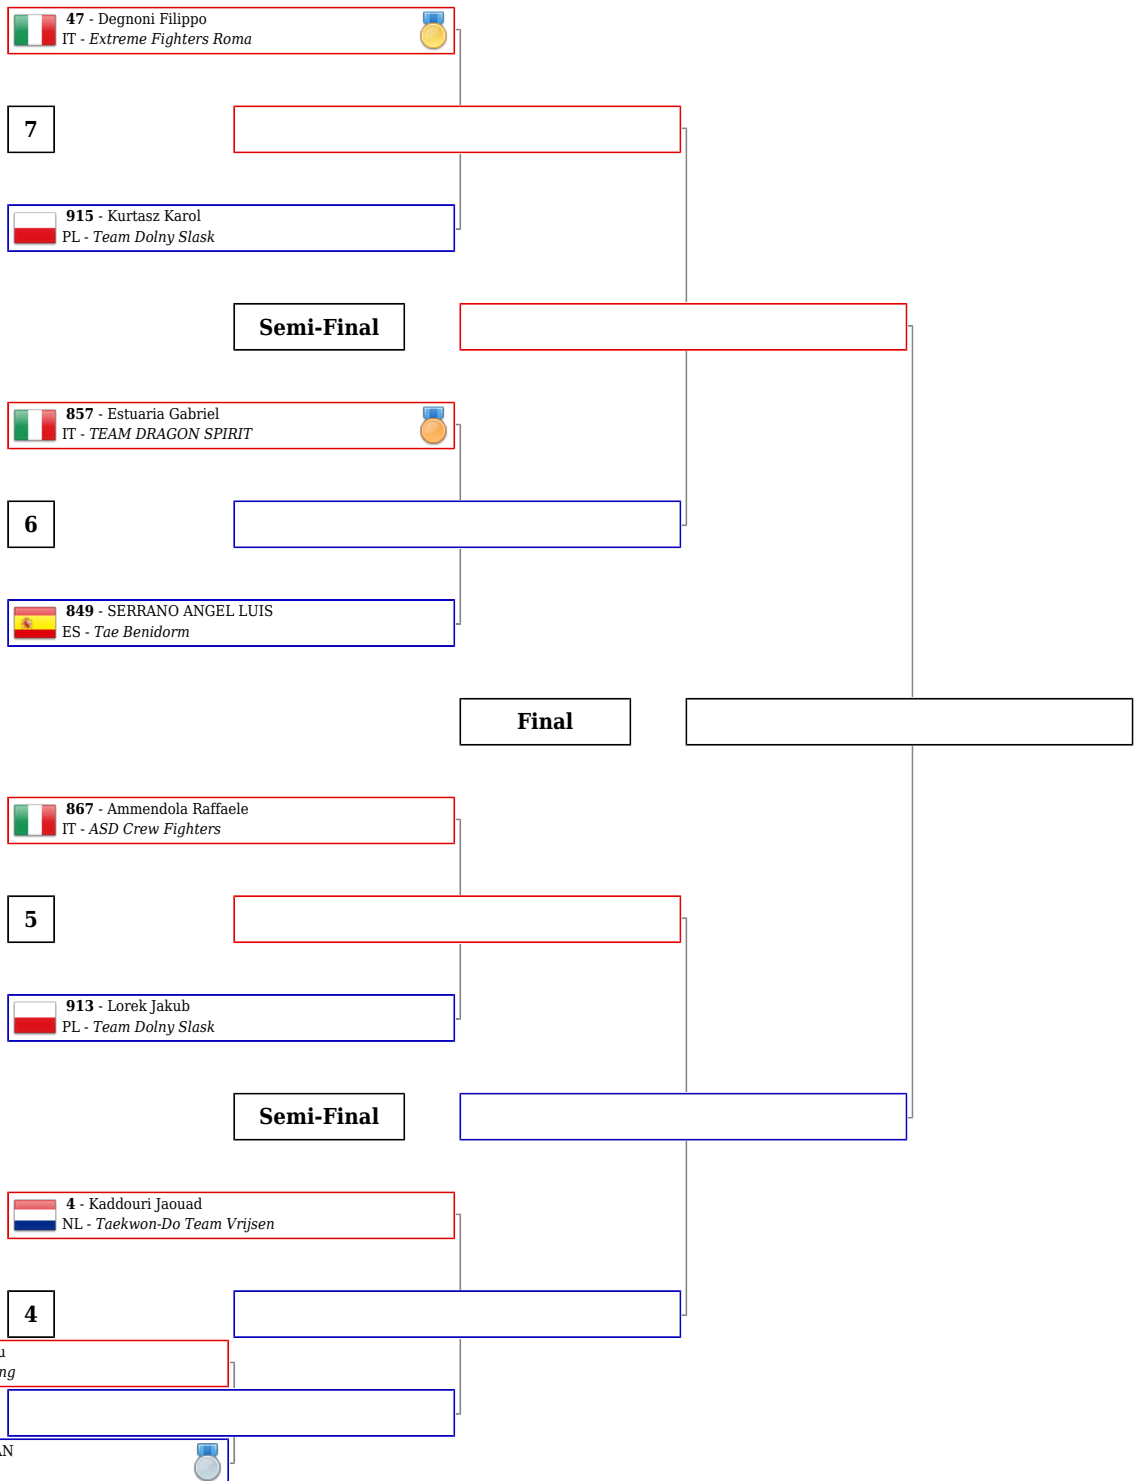 47 - Degnoni Filippo
IT - Extreme Fighters Roma
7
915 - Kurtasz Karol
PL - Team Dolny Slask
Semi-Final
857 - Estuaria Gabriel
IT - TEAM DRAGON SPIRIT
6
849 - SERRANO ANGEL LUIS
ES - Tae Benidorm
Final
867 - Ammendola Raffaele
IT - ASD Crew Fighters
5
913 - Lorek Jakub
PL - Team Dolny Slask
Semi-Final
4 - Kaddouri Jaouad
NL - Taekwon-Do Team Vrijsen
4